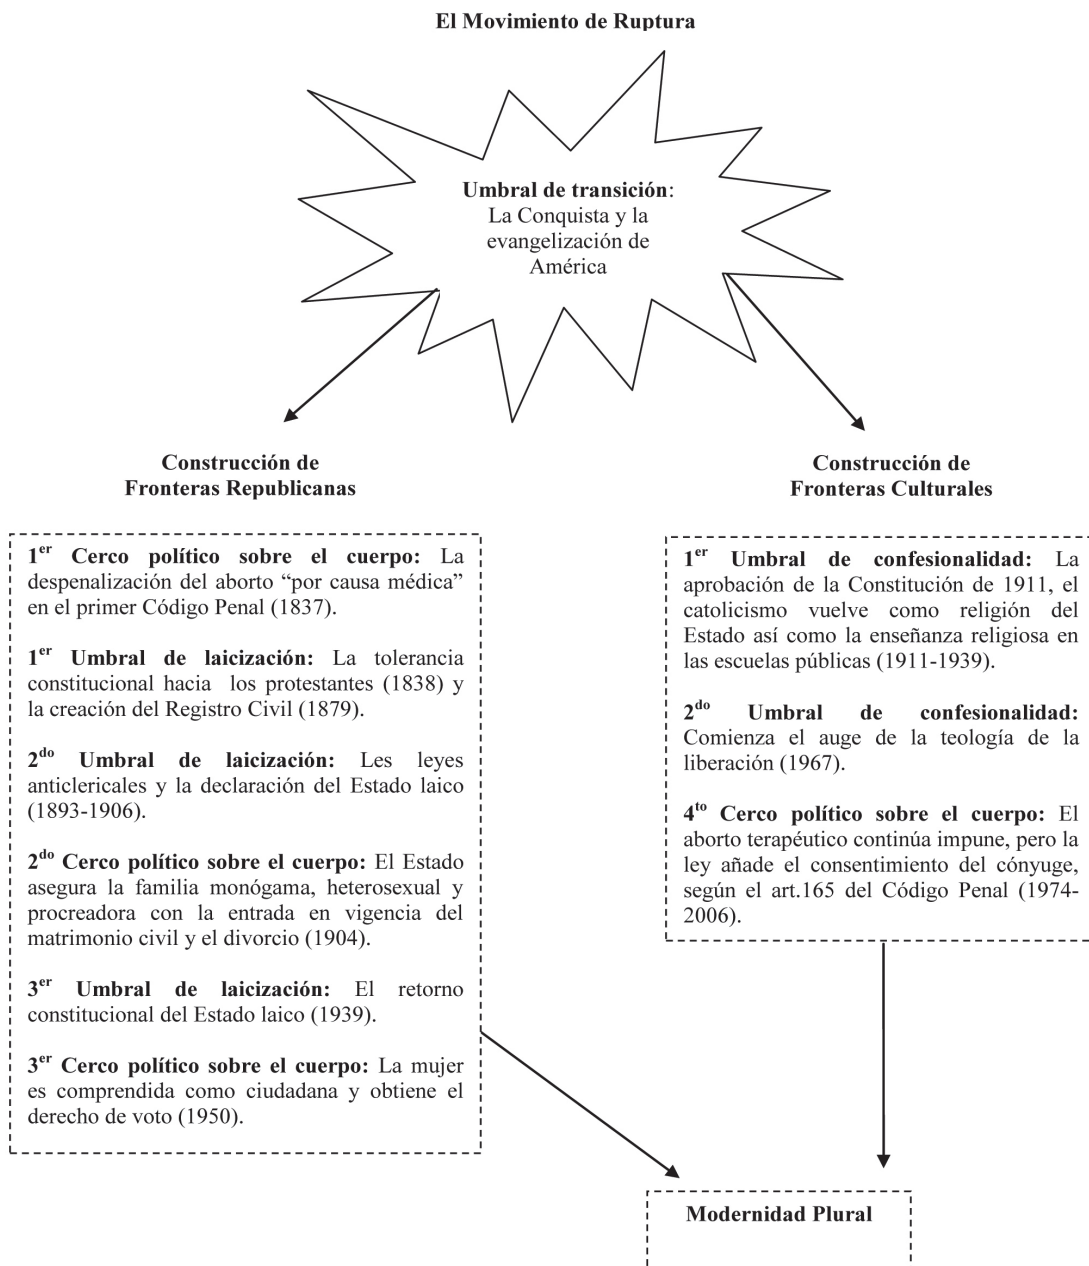 El Movimiento de Ruptura
Umbral de transición:
La Conquista y la
evangelización de
América
Construcción de
Fronteras Republicanas
1er Cerco político sobre el cuerpo: La
despenalización del aborto “por causa médica”
en el primer Código Penal (1837).
1er Umbral de laicización: La tolerancia
constitucional hacia los protestantes (1838) y
la creación del Registro Civil (1879).
2do Umbral de laicización: Les leyes
anticlericales y la declaración del Estado laico
(1893-1906).
2do Cerco político sobre el cuerpo: El Estado
asegura la familia monógama, heterosexual y
procreadora con la entrada en vigencia del
matrimonio civil y el divorcio (1904).
3er Umbral de laicización: El retorno
constitucional del Estado laico (1939).
3er Cerco político sobre el cuerpo: La mujer
es comprendida como ciudadana y obtiene el
derecho de voto (1950).
Construcción de
Fronteras Culturales
1er Umbral de confesionalidad: La
aprobación de la Constitución de 1911, el
catolicismo vuelve como religión del
Estado así como la enseñanza religiosa en
las escuelas públicas (1911-1939).
2do Umbral de confesionalidad:
Comienza el auge de la teología de la
liberación (1967).
4to Cerco político sobre el cuerpo: El
aborto terapéutico continúa impune, pero la
ley añade el consentimiento del cónyuge,
según el art.165 del Código Penal (1974-
2006).
Modernidad Plural